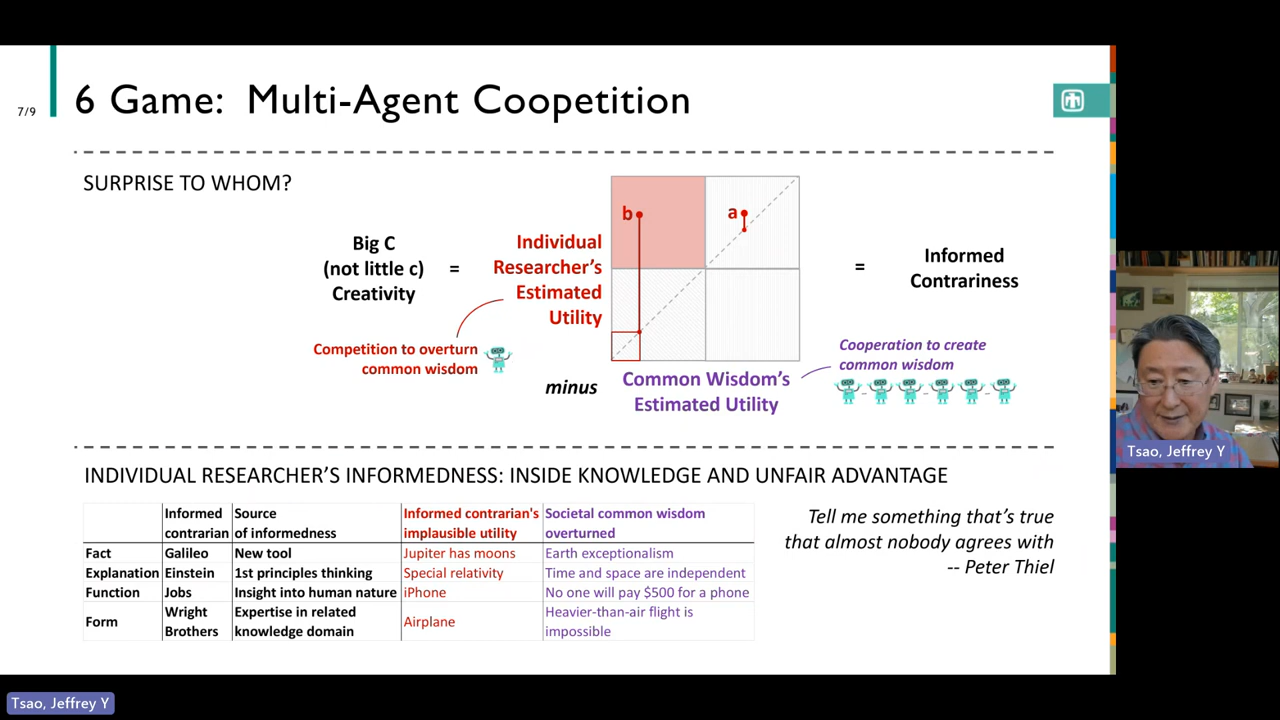 7/9
6 Game: Multi-Agent Coopetition
SURPRISE TO WHOM?
Big C
(not little c)
Creativity
=
Individual
Researcher's
Estimated
Utility
b
a
=
Informed
Contrariness
Competition to overturn
common wisdom
minus
Common Wisdom's
Estimated Utility
Cooperation to create
common wisdom
INDIVIDUAL RESEARCHER'S INFORMEDNESS: INSIDE KNOWLEDGE AND UNFAIR ADVANTAGE
Informed contrarian
Source of informedness
Informed contrarian's implausible utility
Societal common wisdom overturned
Fact Galileo New tool Jupiter has moons Earth exceptionalism
Explanation Einstein 1st principles thinking Special relativity Time and space are independent
Function Jobs Insight into human nature iPhone No one will pay $500 for a phone
Form Wright Brothers Expertise in related knowledge domain Airplane Heavier-than-air flight is impossible
Tell me something that's true
that almost nobody agrees with
-- Peter Thiel
Tsao, Jeffrey Y
Tsao, Jeffrey Y